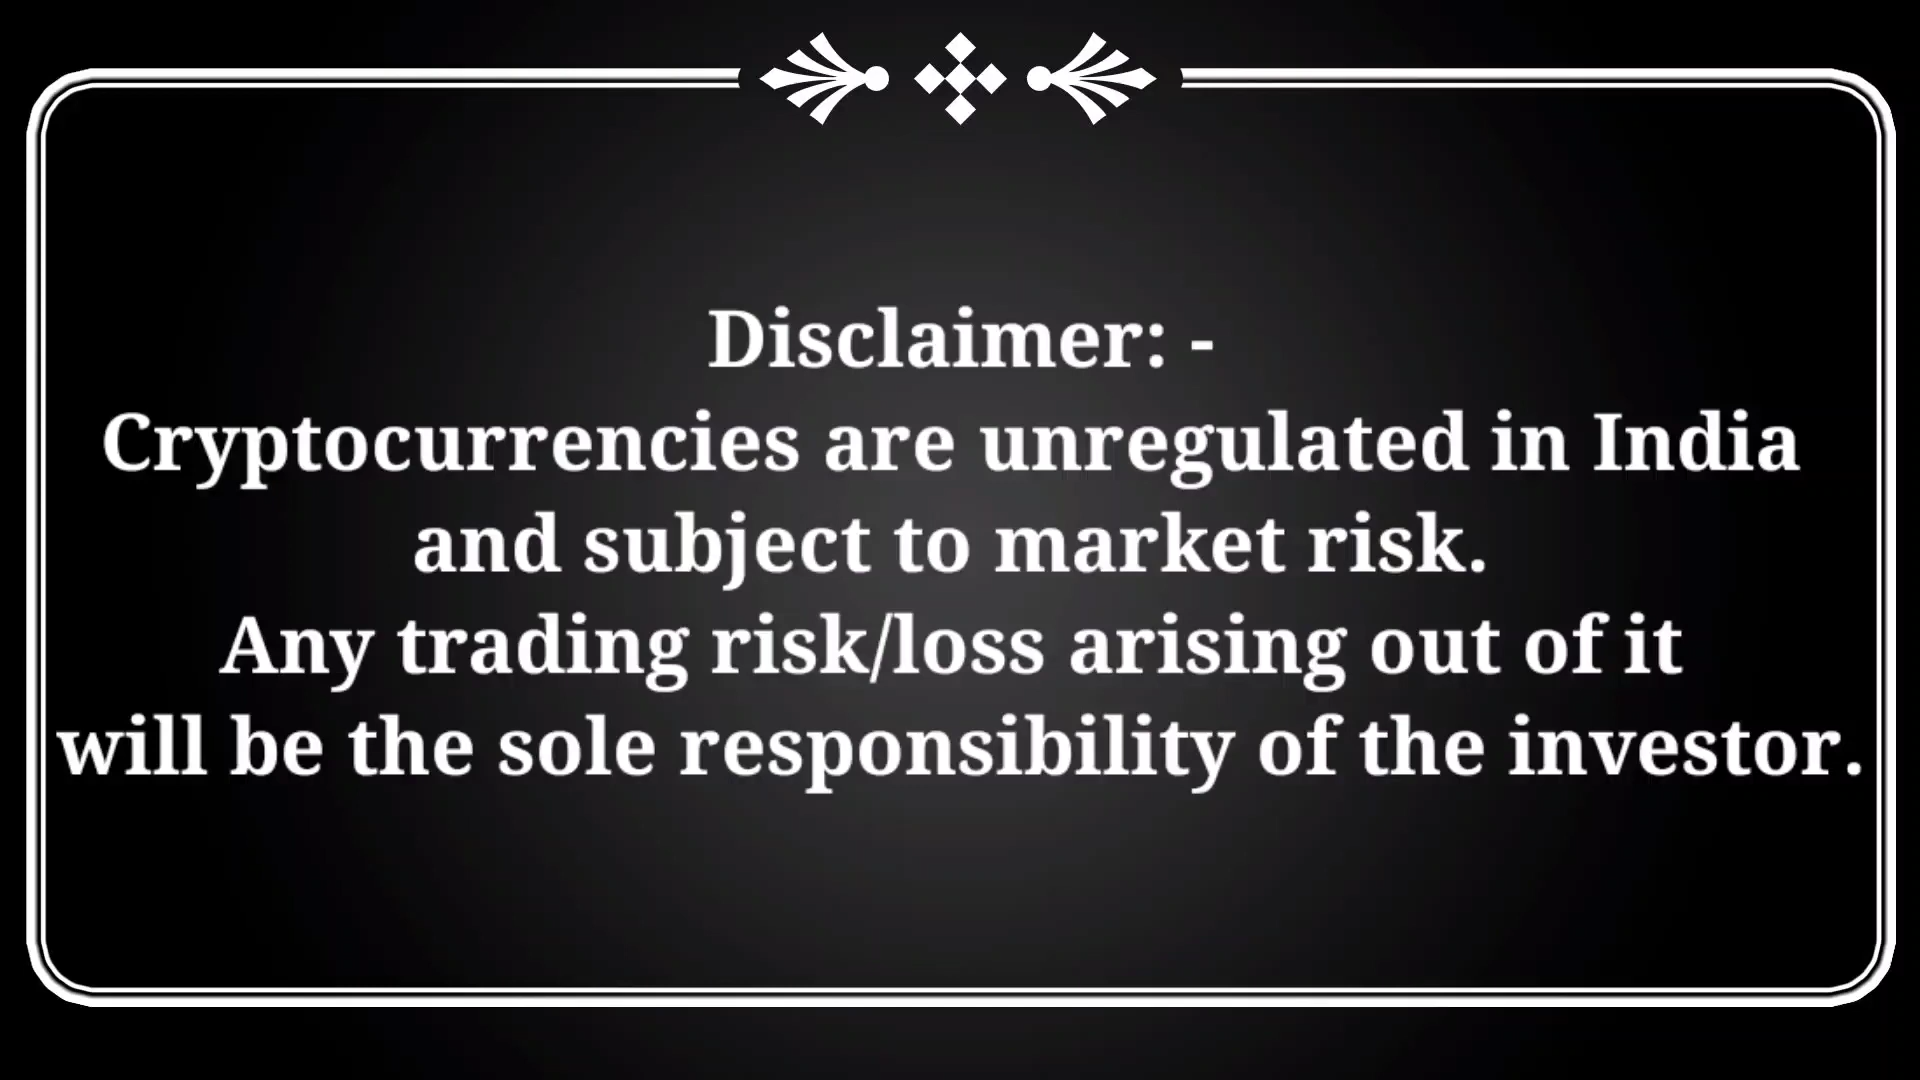 Disclaimer: -
Cryptocurrencies are unregulated in India
and subject to market risk.
Any trading risk/loss arising out of it
will be the sole responsibility of the investor.